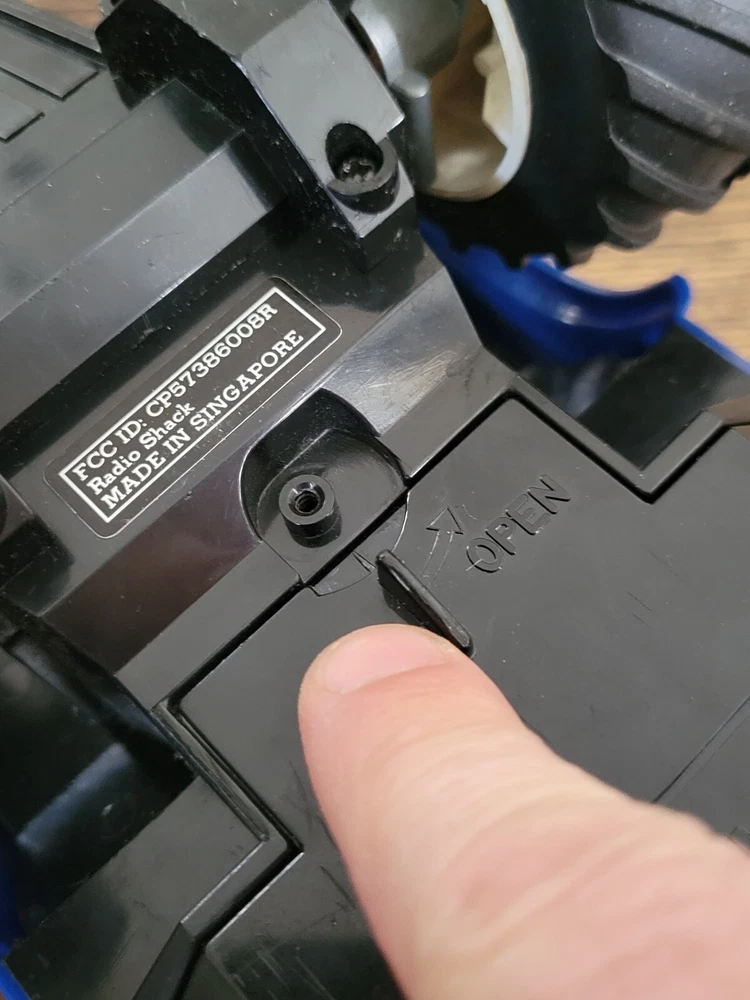 FCC ID: CP57386008R
Radio Shack
MADE IN SINGAPORE
OPEN